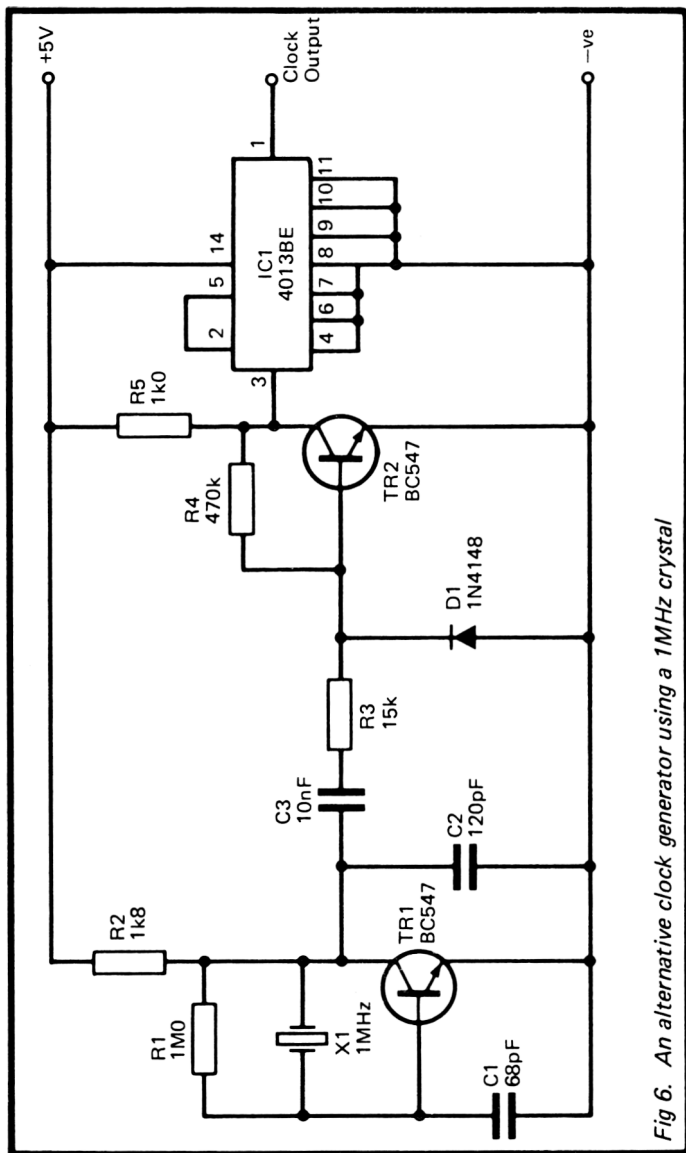 +5V
R2
1k8
R1
1M0
X1
1MHz
TR1
BC547
C1
68pF
C2
120pF
C3
10nF
R3
15k
D1
1N4148
R4
470k
R5
1k0
TR2
BC547
3
2
5
14
IC1
4013BE
4
6
7
8
9
10
11
1
Clock
Output
−ve
Fig 6. An alternative clock generator using a 1MHz crystal